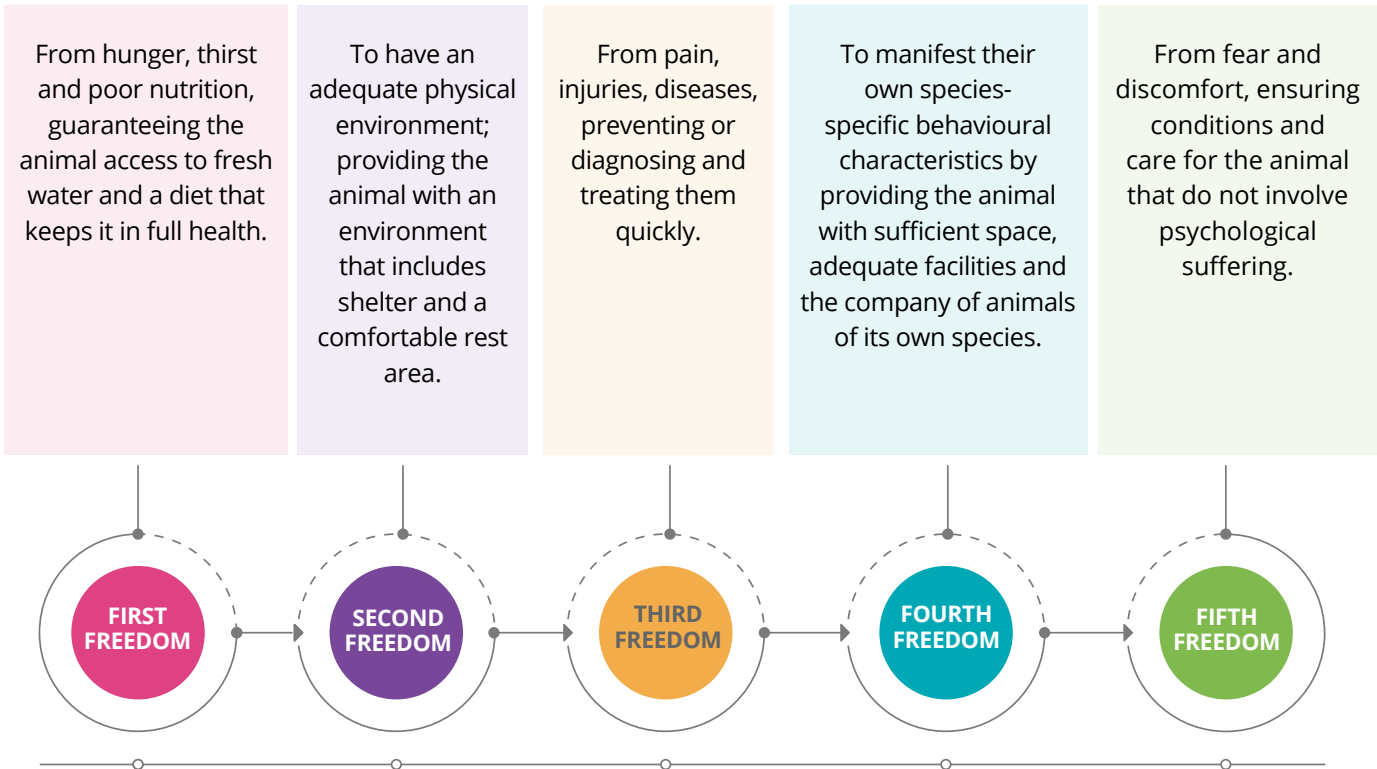 From hunger, thirst
and poor nutrition,
guaranteeing the
animal access to fresh
water and a diet that
keeps it in full health.
To have an
adequate physical
environment;
providing the
animal with an
environment
that includes
shelter and a
comfortable rest
area.
From pain,
injuries, diseases,
preventing or
diagnosing and
treating them
quickly.
To manifest their
own species-
specific behavioural
characteristics by
providing the animal
with sufficient space,
adequate facilities and
the company of animals
of its own species.
From fear and
discomfort, ensuring
conditions and
care for the animal
that do not involve
psychological
suffering.
FIRST
FREEDOM
SECOND
FREEDOM
THIRD
FREEDOM
FOURTH
FREEDOM
FIFTH
FREEDOM